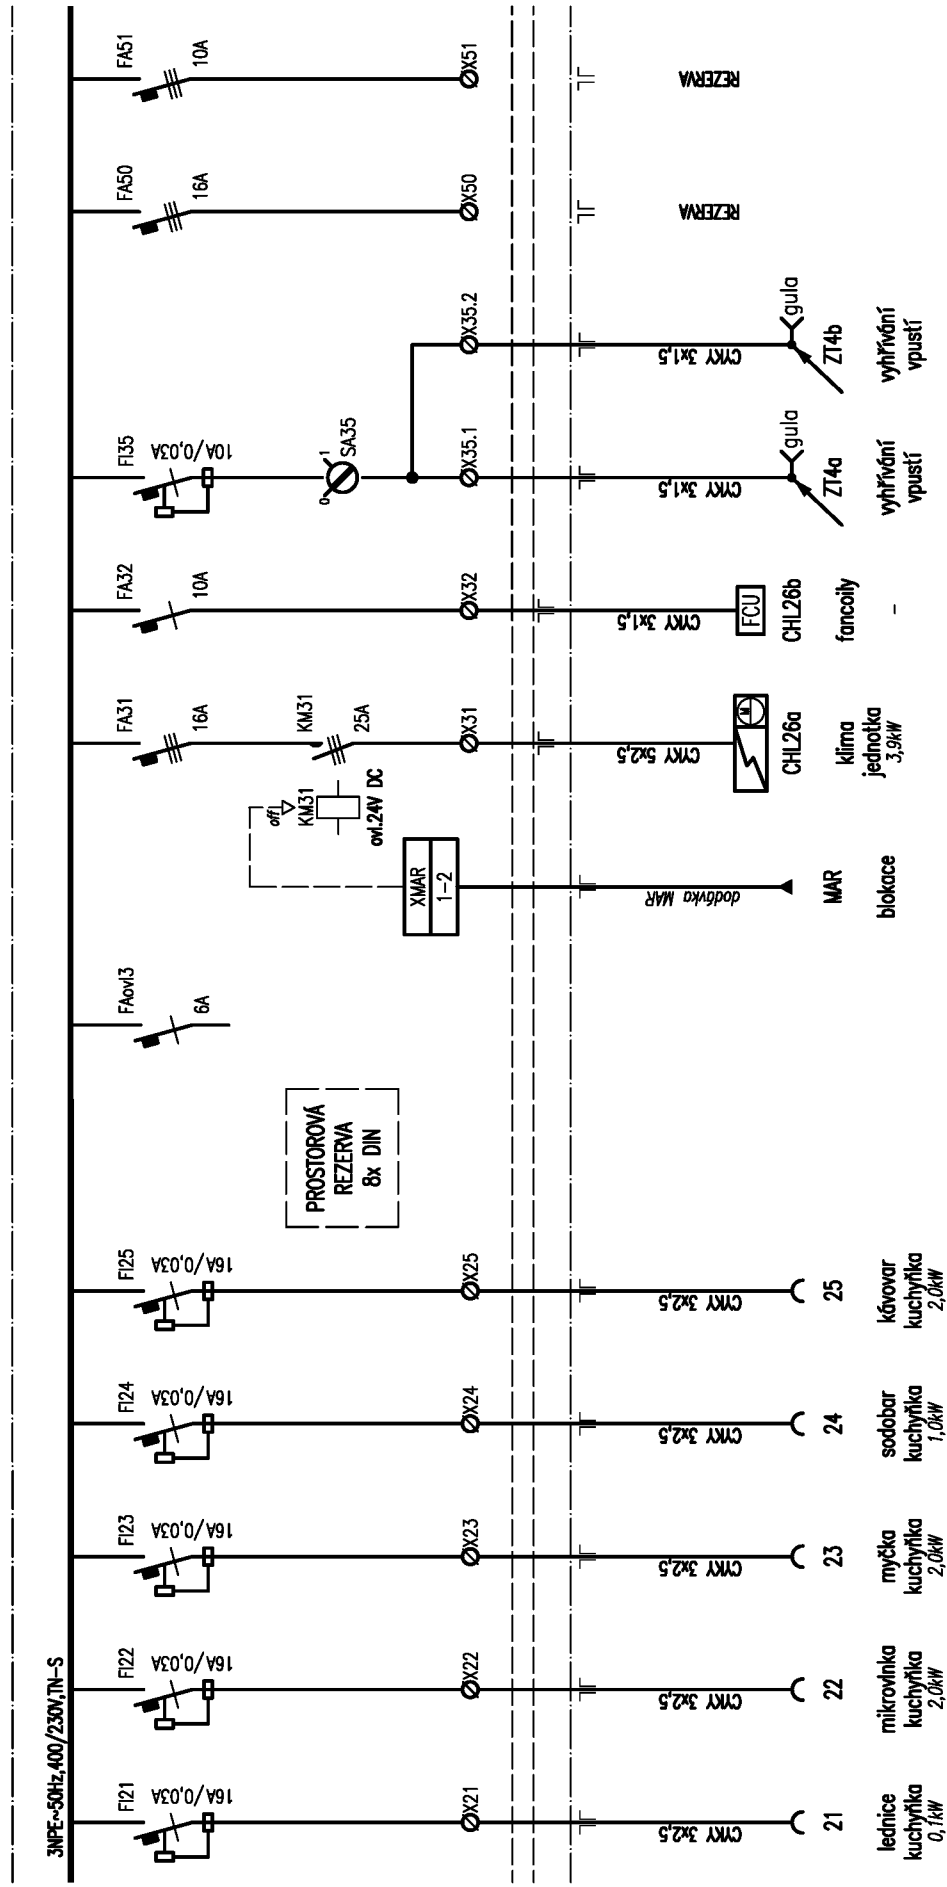 3NPE~50Hz,400/230V,TN-S
FI21
16A/0,03A
X21
CYKY 3x2,5
21
lednice
kuchyňka
0,1kW
FI22
16A/0,03A
X22
CYKY 3x2,5
22
mikrovlnka
kuchyňka
2,0kW
FI23
16A/0,03A
X23
CYKY 3x2,5
23
myčka
kuchyňka
2,0kW
FI24
16A/0,03A
X24
CYKY 3x2,5
24
sodobar
kuchyňka
1,0kW
FI25
16A/0,03A
X25
CYKY 3x2,5
25
kávovar
kuchyňka
2,0kW
PROSTOROVÁ
REZERVA
8x DIN
FAovl3
6A
XMAR
1-2
dodávka MAR
MAR
blokace
off
KM31
ovl.24V DC
FA31
16A
KM31
25A
X31
CYKY 5x2,5
M
CHL26a
klima
jednotka
3,9kW
FA32
10A
X32
CYKY 3x1,5
FCU
CHL26b
fancoily
-
FI35
10A/0,03A
0
1
SA35
X35.1
CYKY 3x1,5
gula
ZT4a
vyhřívání
vpustí
X35.2
CYKY 3x1,5
gula
ZT4b
vyhřívání
vpustí
FA50
16A
X50
REZERVA
FA51
10A
X51
REZERVA